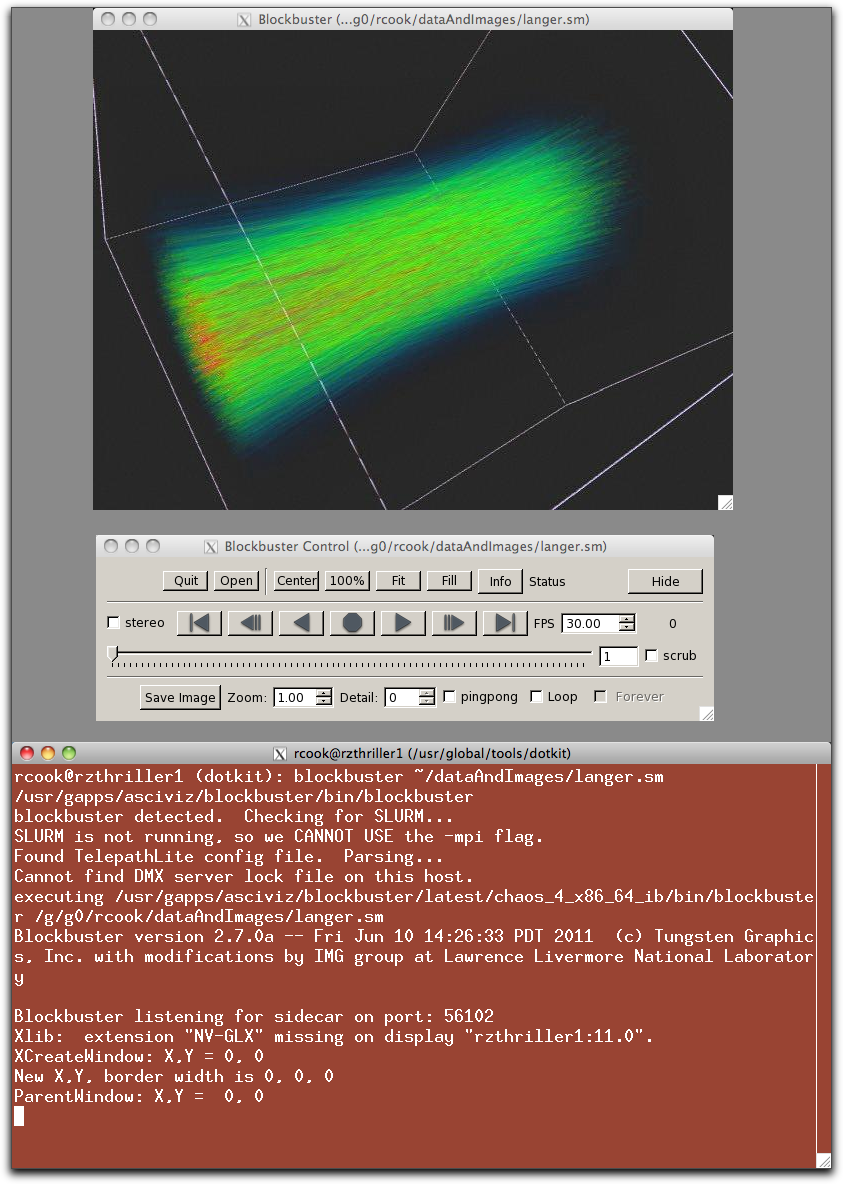 Blockbuster (...g0/rcook/dataAndImages/langer.sm)
Blockbuster Control (...g0/rcook/dataAndImages/langer.sm)
Quit Open Center 100% Fit Fill Info Status Hide
stereo FPS 30.00 0
1 scrub
Save Image Zoom: 1.00 Detail: 0 pingpong Loop Forever
rcook@rzthriller1 (/usr/global/tools/dotkit)
rcook@rzthriller1 (dotkit): blockbuster ~/dataAndImages/langer.sm
/usr/gapps/asciviz/blockbuster/bin/blockbuster
blockbuster detected.  Checking for SLURM...
SLURM is not running, so we CANNOT USE the -mpi flag.
Found TelepathLite config file.  Parsing...
Cannot find DMX server lock file on this host.
executing /usr/gapps/asciviz/blockbuster/latest/chaos_4_x86_64_ib/bin/blockbuste
r /g/g0/rcook/dataAndImages/langer.sm
Blockbuster version 2.7.0a -- Fri Jun 10 14:26:33 PDT 2011  (c) Tungsten Graphic
s, Inc. with modifications by IMG group at Lawrence Livermore National Laborator
y
Blockbuster listening for sidecar on port: 56102
Xlib:  extension "NV-GLX" missing on display "rzthriller1:11.0".
XCreateWindow: X,Y = 0, 0
New X,Y, border width is 0, 0, 0
ParentWindow: X,Y =  0, 0